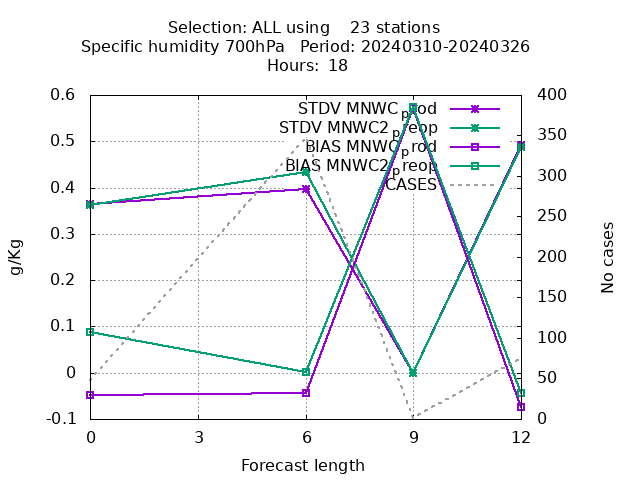 Selection: ALL using    23 stations
Specific humidity 700hPa   Period: 20240310-20240326
Hours:  18
STDV MNWC_prod
STDV MNWC2_preop
BIAS MNWC_prod
BIAS MNWC2_preop
CASES
0.6
0.5
0.4
0.3
0.2
0.1
0
-0.1
400
350
300
250
200
150
100
50
0
g/Kg
No cases
0
3
6
9
12
Forecast length